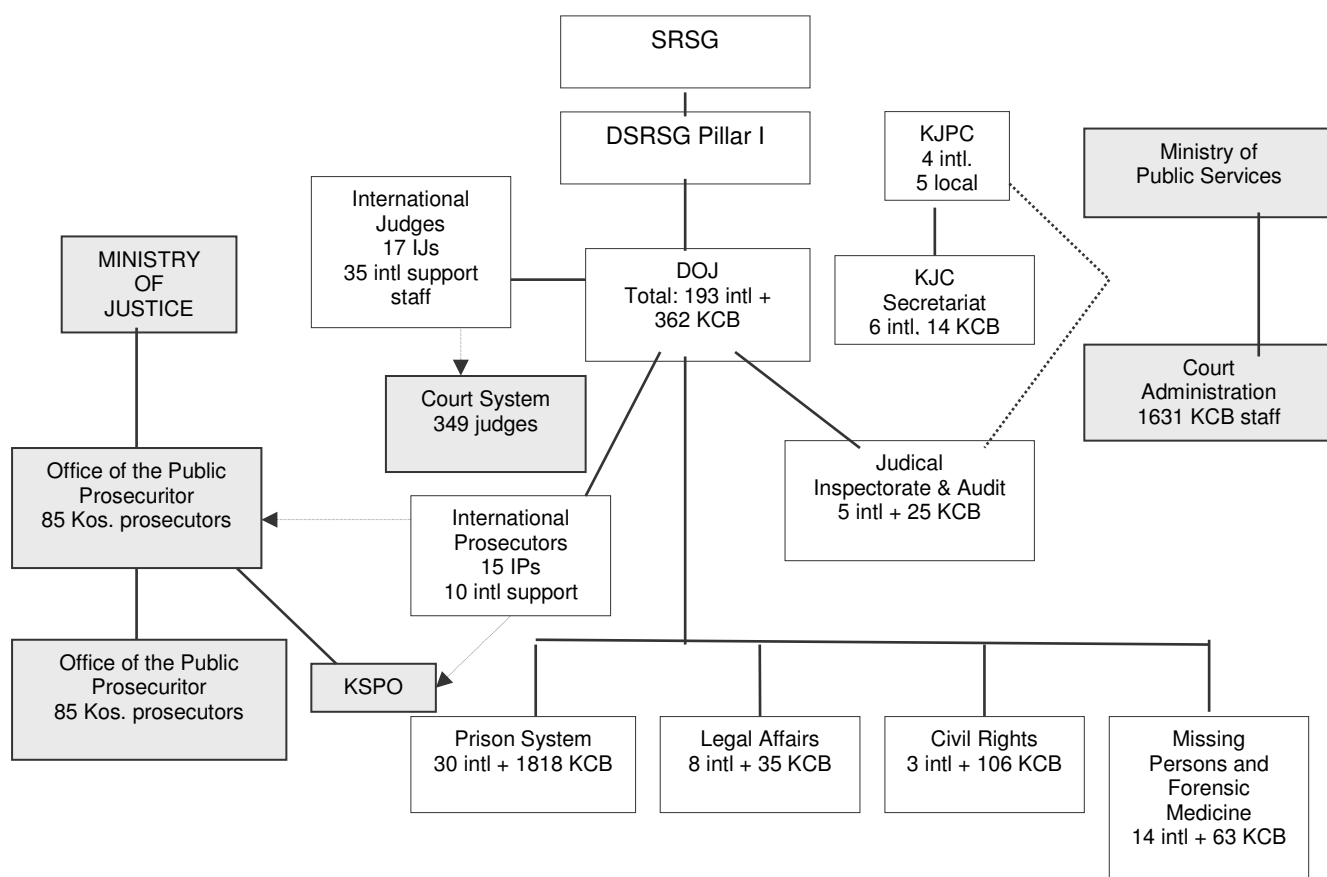 SRSG
DSRSG Pillar I
KJPC
4 intl.
5 local
Ministry of
Public Services
International
Judges
17 IJs
35 intl support
staff
MINISTRY
OF
JUSTICE
DOJ
Total: 193 intl +
362 KCB
KJC
Secretariat
6 intl, 14 KCB
Court System
349 judges
Court
Administration
1631 KCB staff
Office of the Public
Prosecuritor
85 Kos. prosecutors
Judical
Inspectorate & Audit
5 intl + 25 KCB
International
Prosecutors
15 IPs
10 intl support
Office of the Public
Prosecuritor
85 Kos. prosecutors
KSPO
Prison System
30 intl + 1818 KCB
Legal Affairs
8 intl + 35 KCB
Civil Rights
3 intl + 106 KCB
Missing
Persons and
Forensic
Medicine
14 intl + 63 KCB